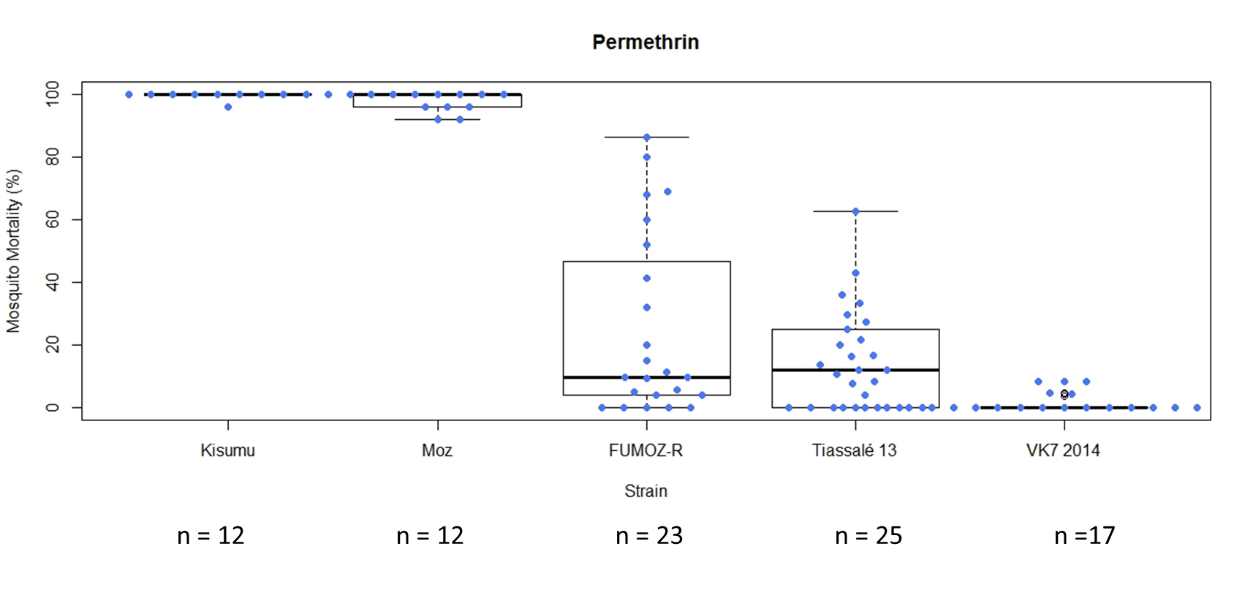 Permethrin
Mosquito Mortality (%)
100
80
60
40
20
0
Kisumu Moz FUMOZ-R Tiassalé 13 VK7 2014
Strain
n = 12 n = 12 n = 23 n = 25 n =17